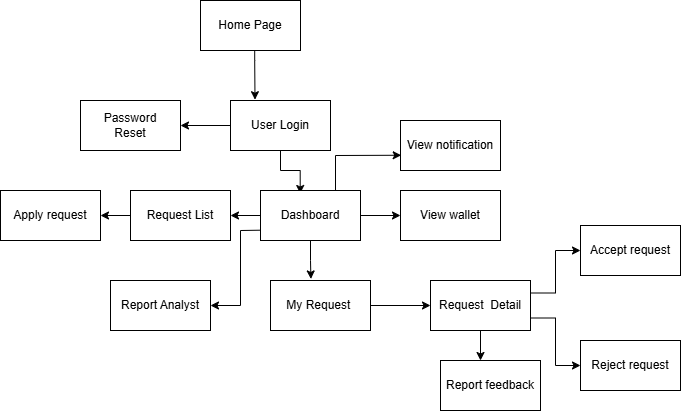 Home Page
Password
Reset
User Login
View notification
Apply request
Request List
Dashboard
View wallet
Accept request
Report Analyst
My Request
Request  Detail
Reject request
Report feedback